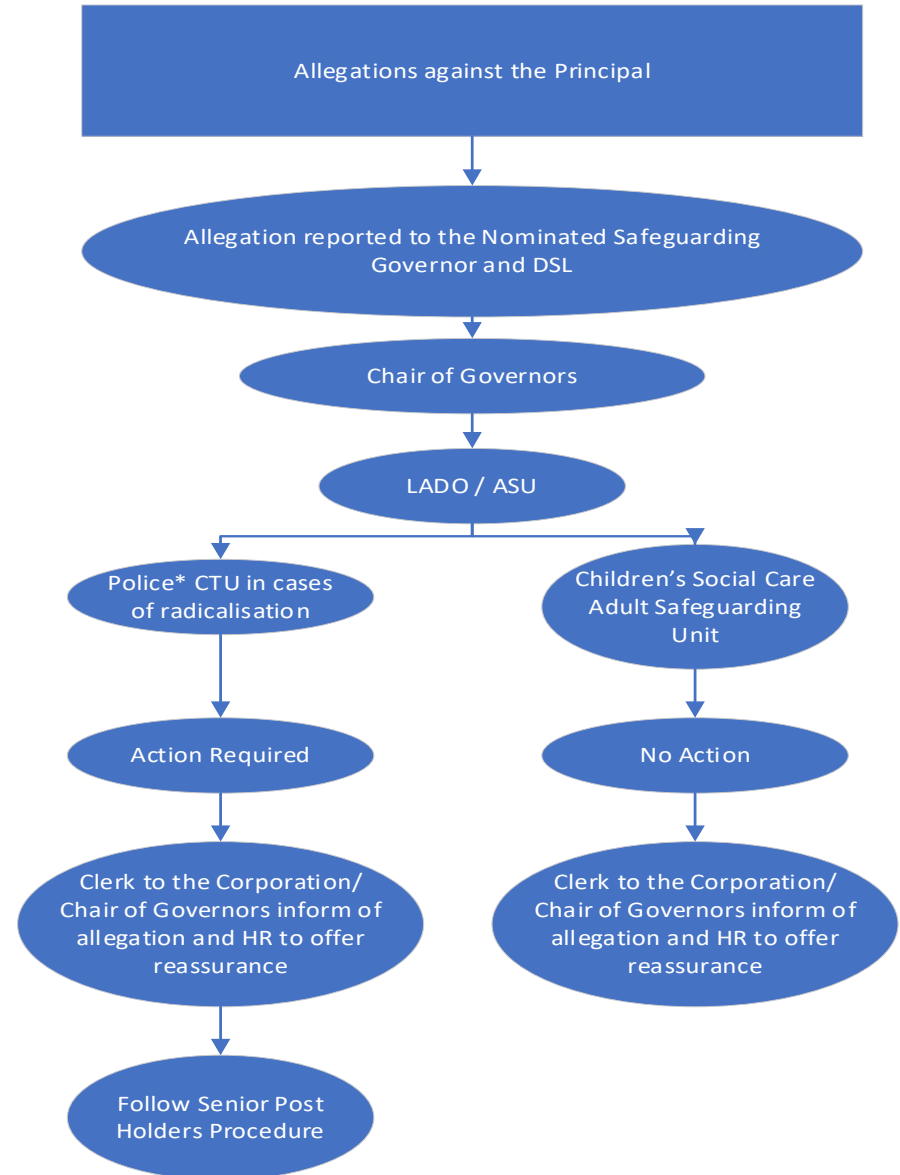 Allegations against the Principal
Allegation reported to the Nominated Safeguarding
Governor and DSL
Chair of Governors
LADO / ASU
Police* CTU in cases
of radicalisation
Children’s Social Care
Adult Safeguarding
Unit
Action Required
No Action
Clerk to the Corporation/
Chair of Governors inform of
allegation and HR to offer
reassurance
Clerk to the Corporation/
Chair of Governors inform of
allegation and HR to offer
reassurance
Follow Senior Post
Holders Procedure